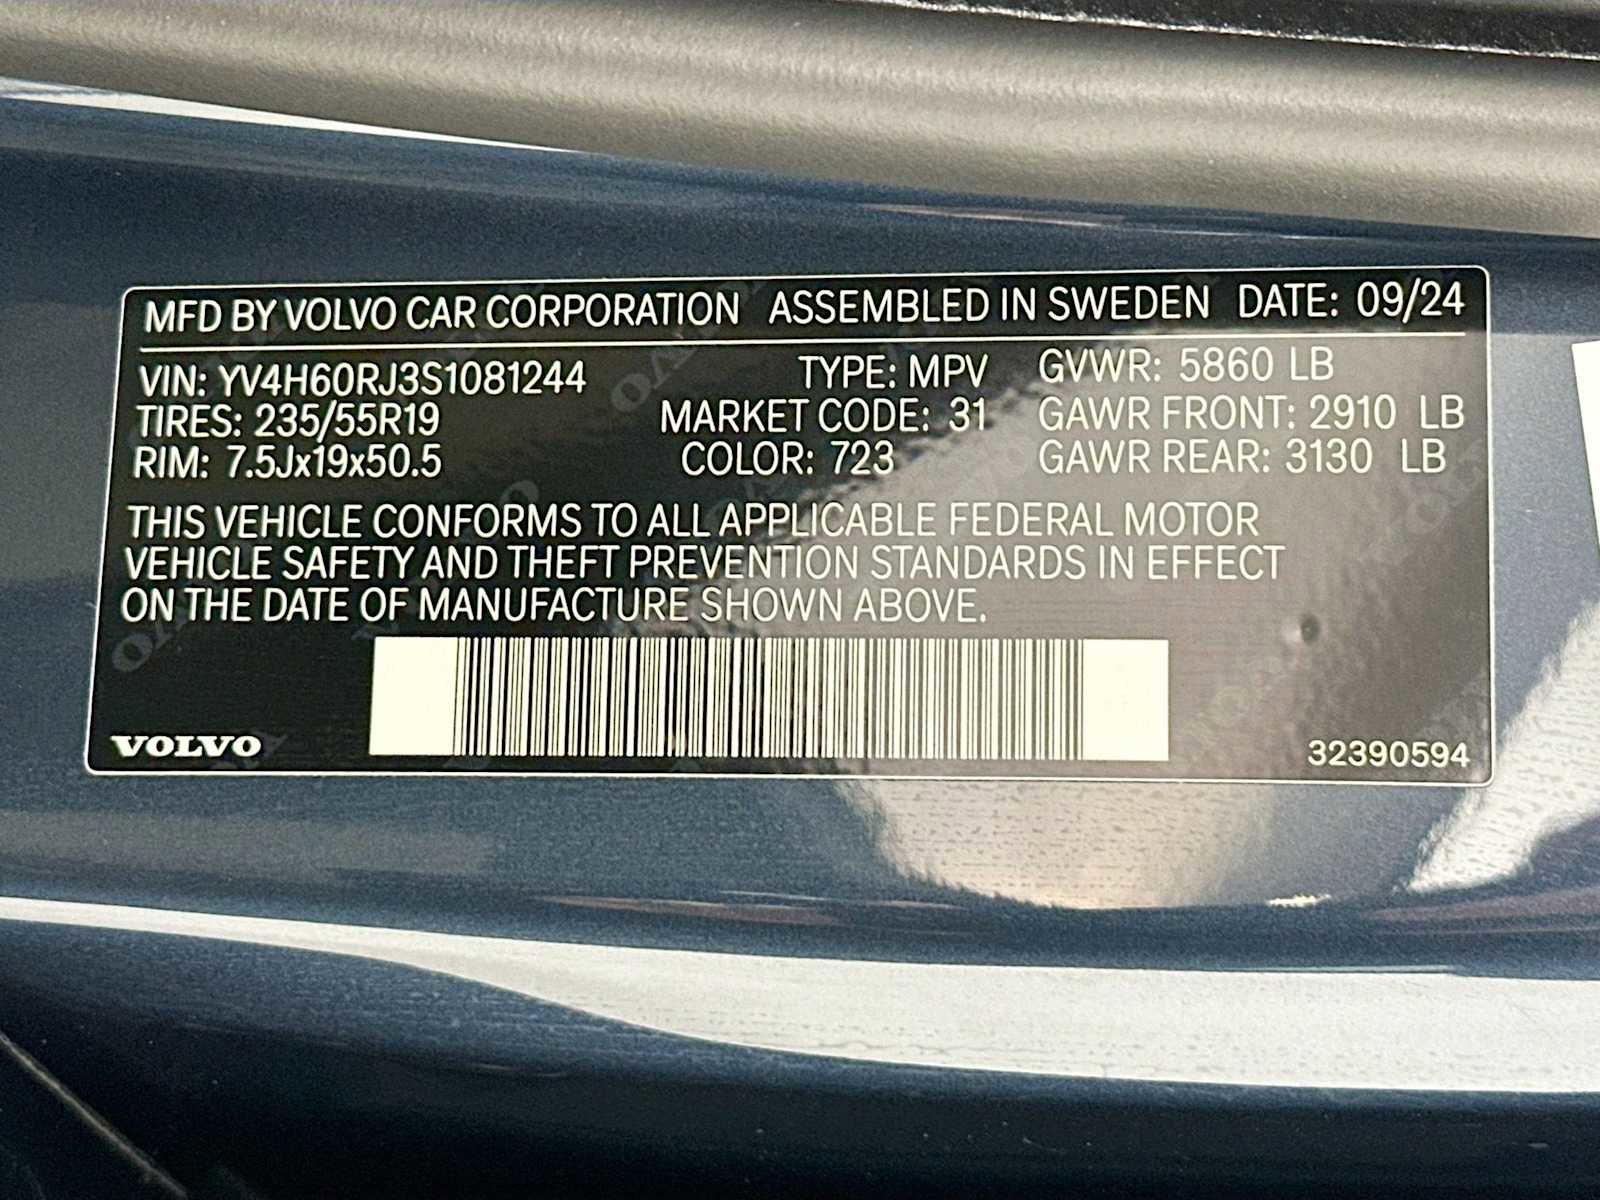 MFD BY VOLVO CAR CORPORATION ASSEMBLED IN SWEDEN DATE: 09/24
VIN: YV4H60RJ3S1081244 TYPE: MPV GVWR: 5860 LB
TIRES: 235/55R19 MARKET CODE: 31 GAWR FRONT: 2910 LB
RIM: 7.5Jx19x50.5 COLOR: 723 GAWR REAR: 3130 LB
THIS VEHICLE CONFORMS TO ALL APPLICABLE FEDERAL MOTOR
VEHICLE SAFETY AND THEFT PREVENTION STANDARDS IN EFFECT
ON THE DATE OF MANUFACTURE SHOWN ABOVE.
VOLVO 32390594